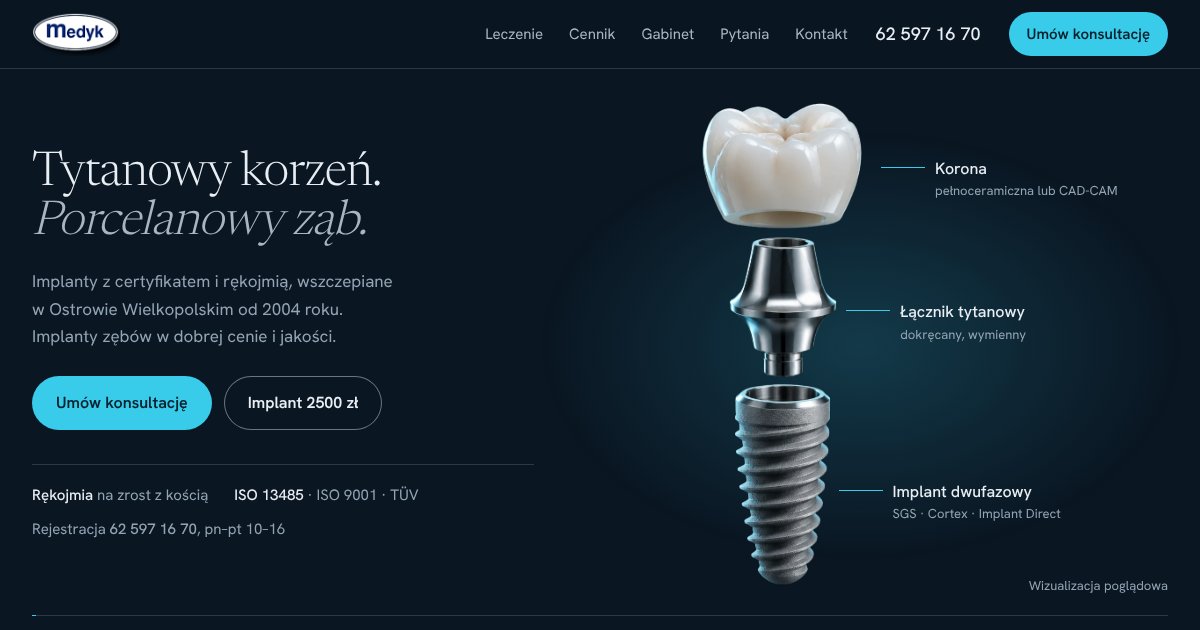 Medyk
Leczenie
Cennik
Gabinet
Pytania
Kontakt
62 597 16 70
Umów konsultację
Tytanowy korzeń.
Porcelanowy ząb.
Implanty z certyfikatem i rękojmią, wszczepiane
w Ostrowie Wielkopolskim od 2004 roku.
Implanty zębów w dobrej cenie i jakości.
Umów konsultację
Implant 2500 zł
Rękojmia na zrost z kością
ISO 13485 · ISO 9001 · TÜV
Rejestracja 62 597 16 70, pn–pt 10–16
Korona
pełnoceramiczna lub CAD-CAM
Łącznik tytanowy
dokręcany, wymienny
Implant dwufazowy
SGS · Cortex · Implant Direct
Wizualizacja poglądowa